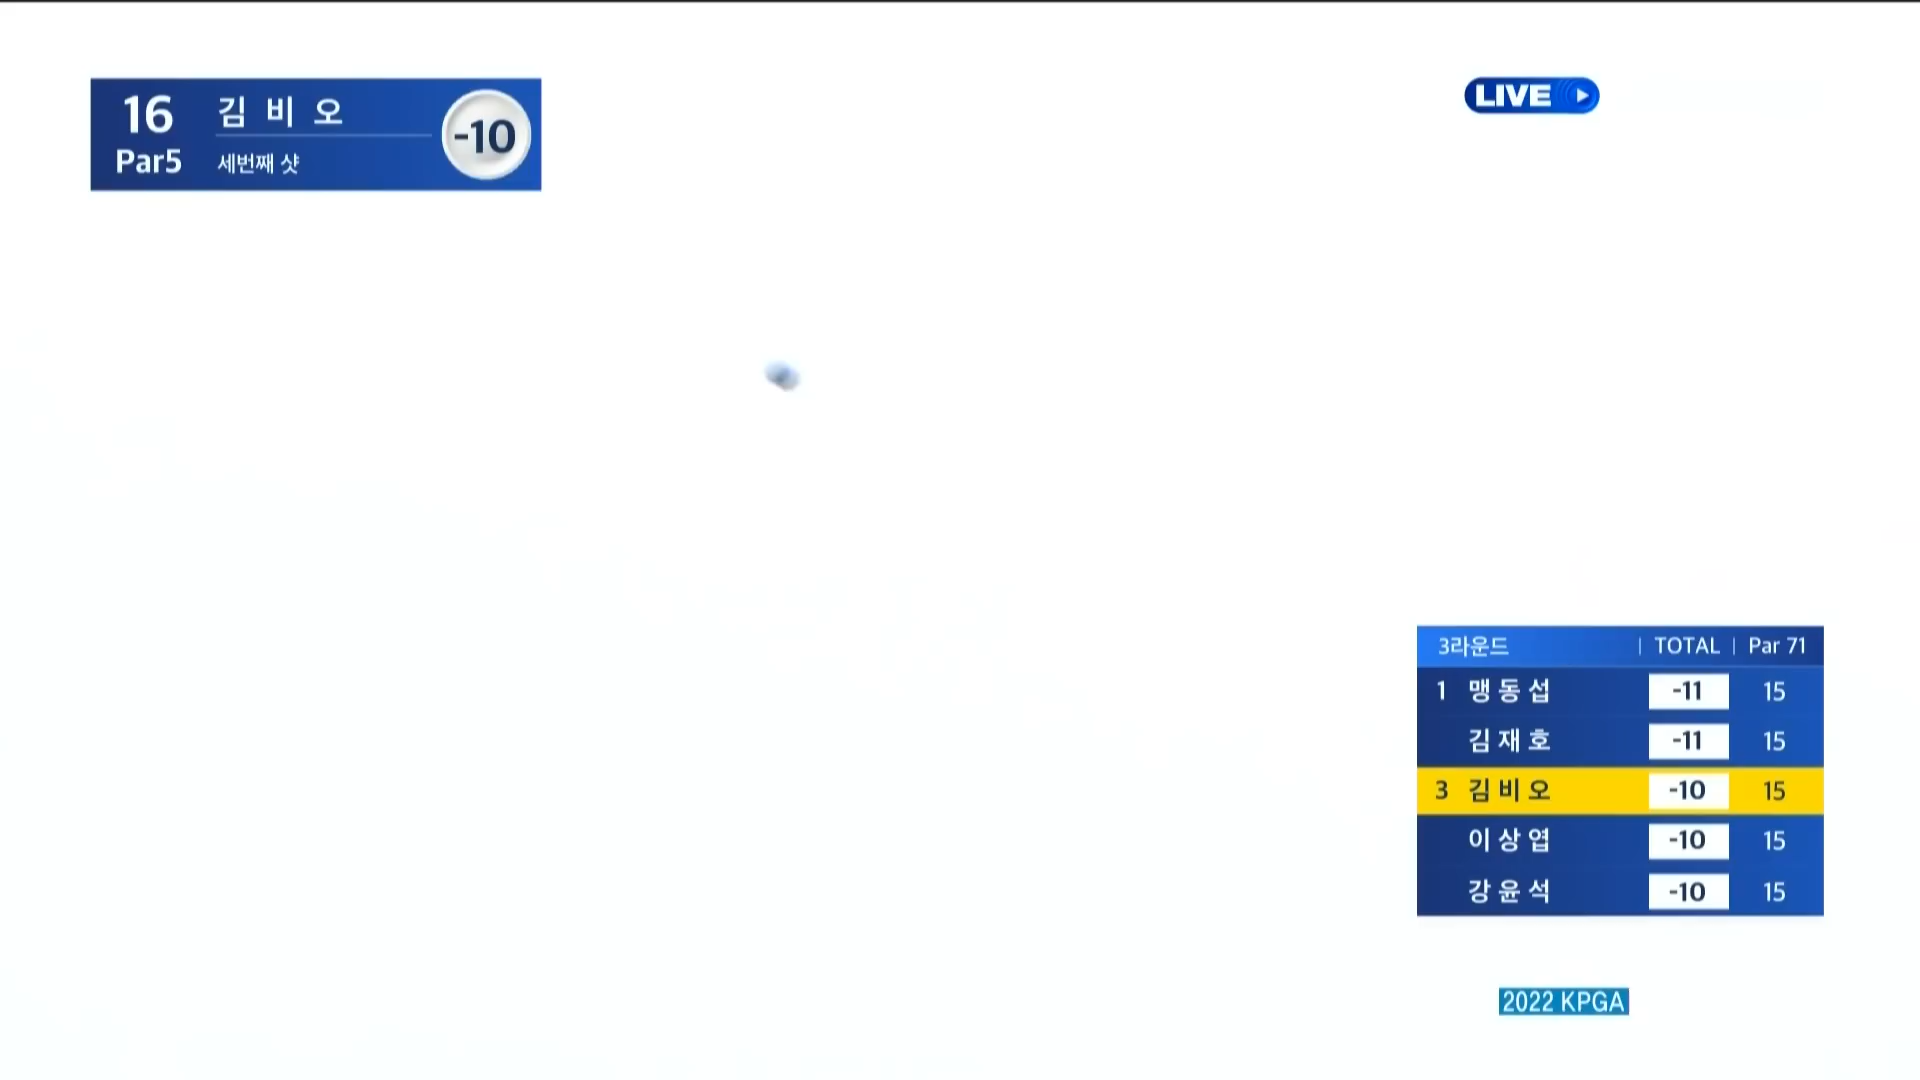 16 김비오 -10
Par5 세번째 샷
LIVE
3라운드 | TOTAL | Par 71
1 맹동섭 -11 15
김재호 -11 15
3 김비오 -10 15
이상엽 -10 15
강윤석 -10 15
2022 KPGA